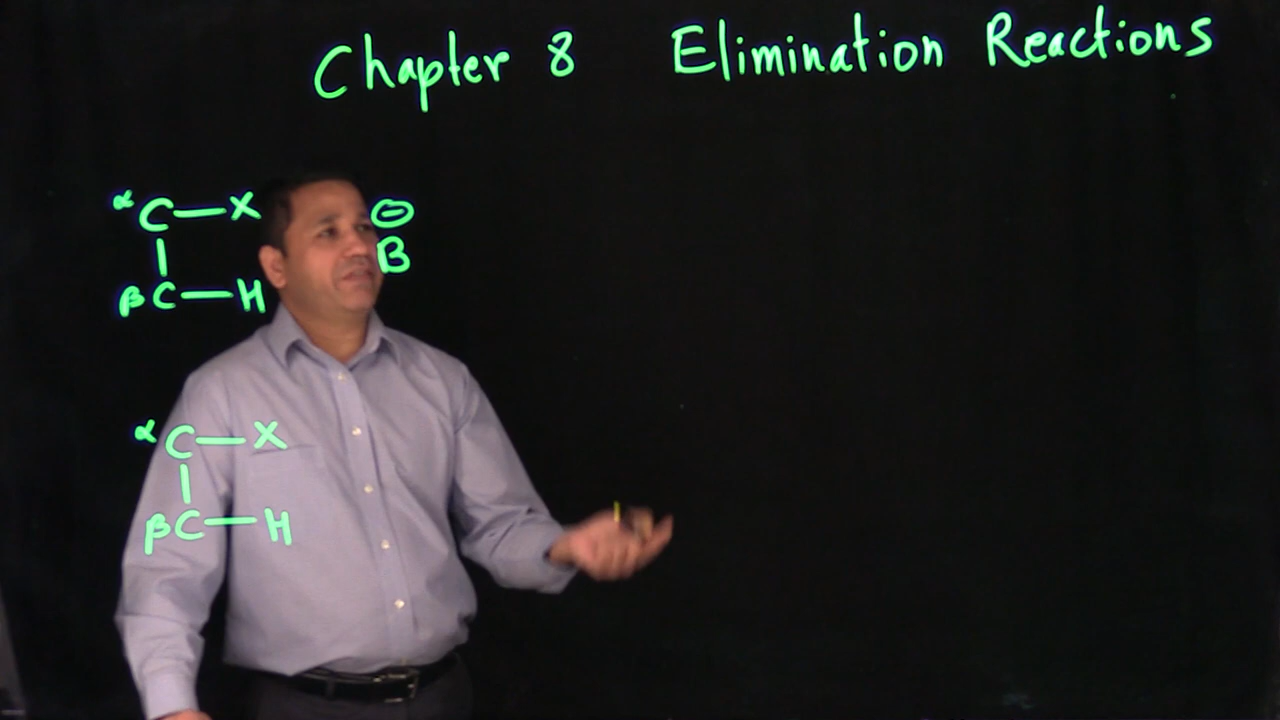 Chapter 8 Elimination Reactions
α C — X ⊖
B
β C — H
α C — X
β C — H